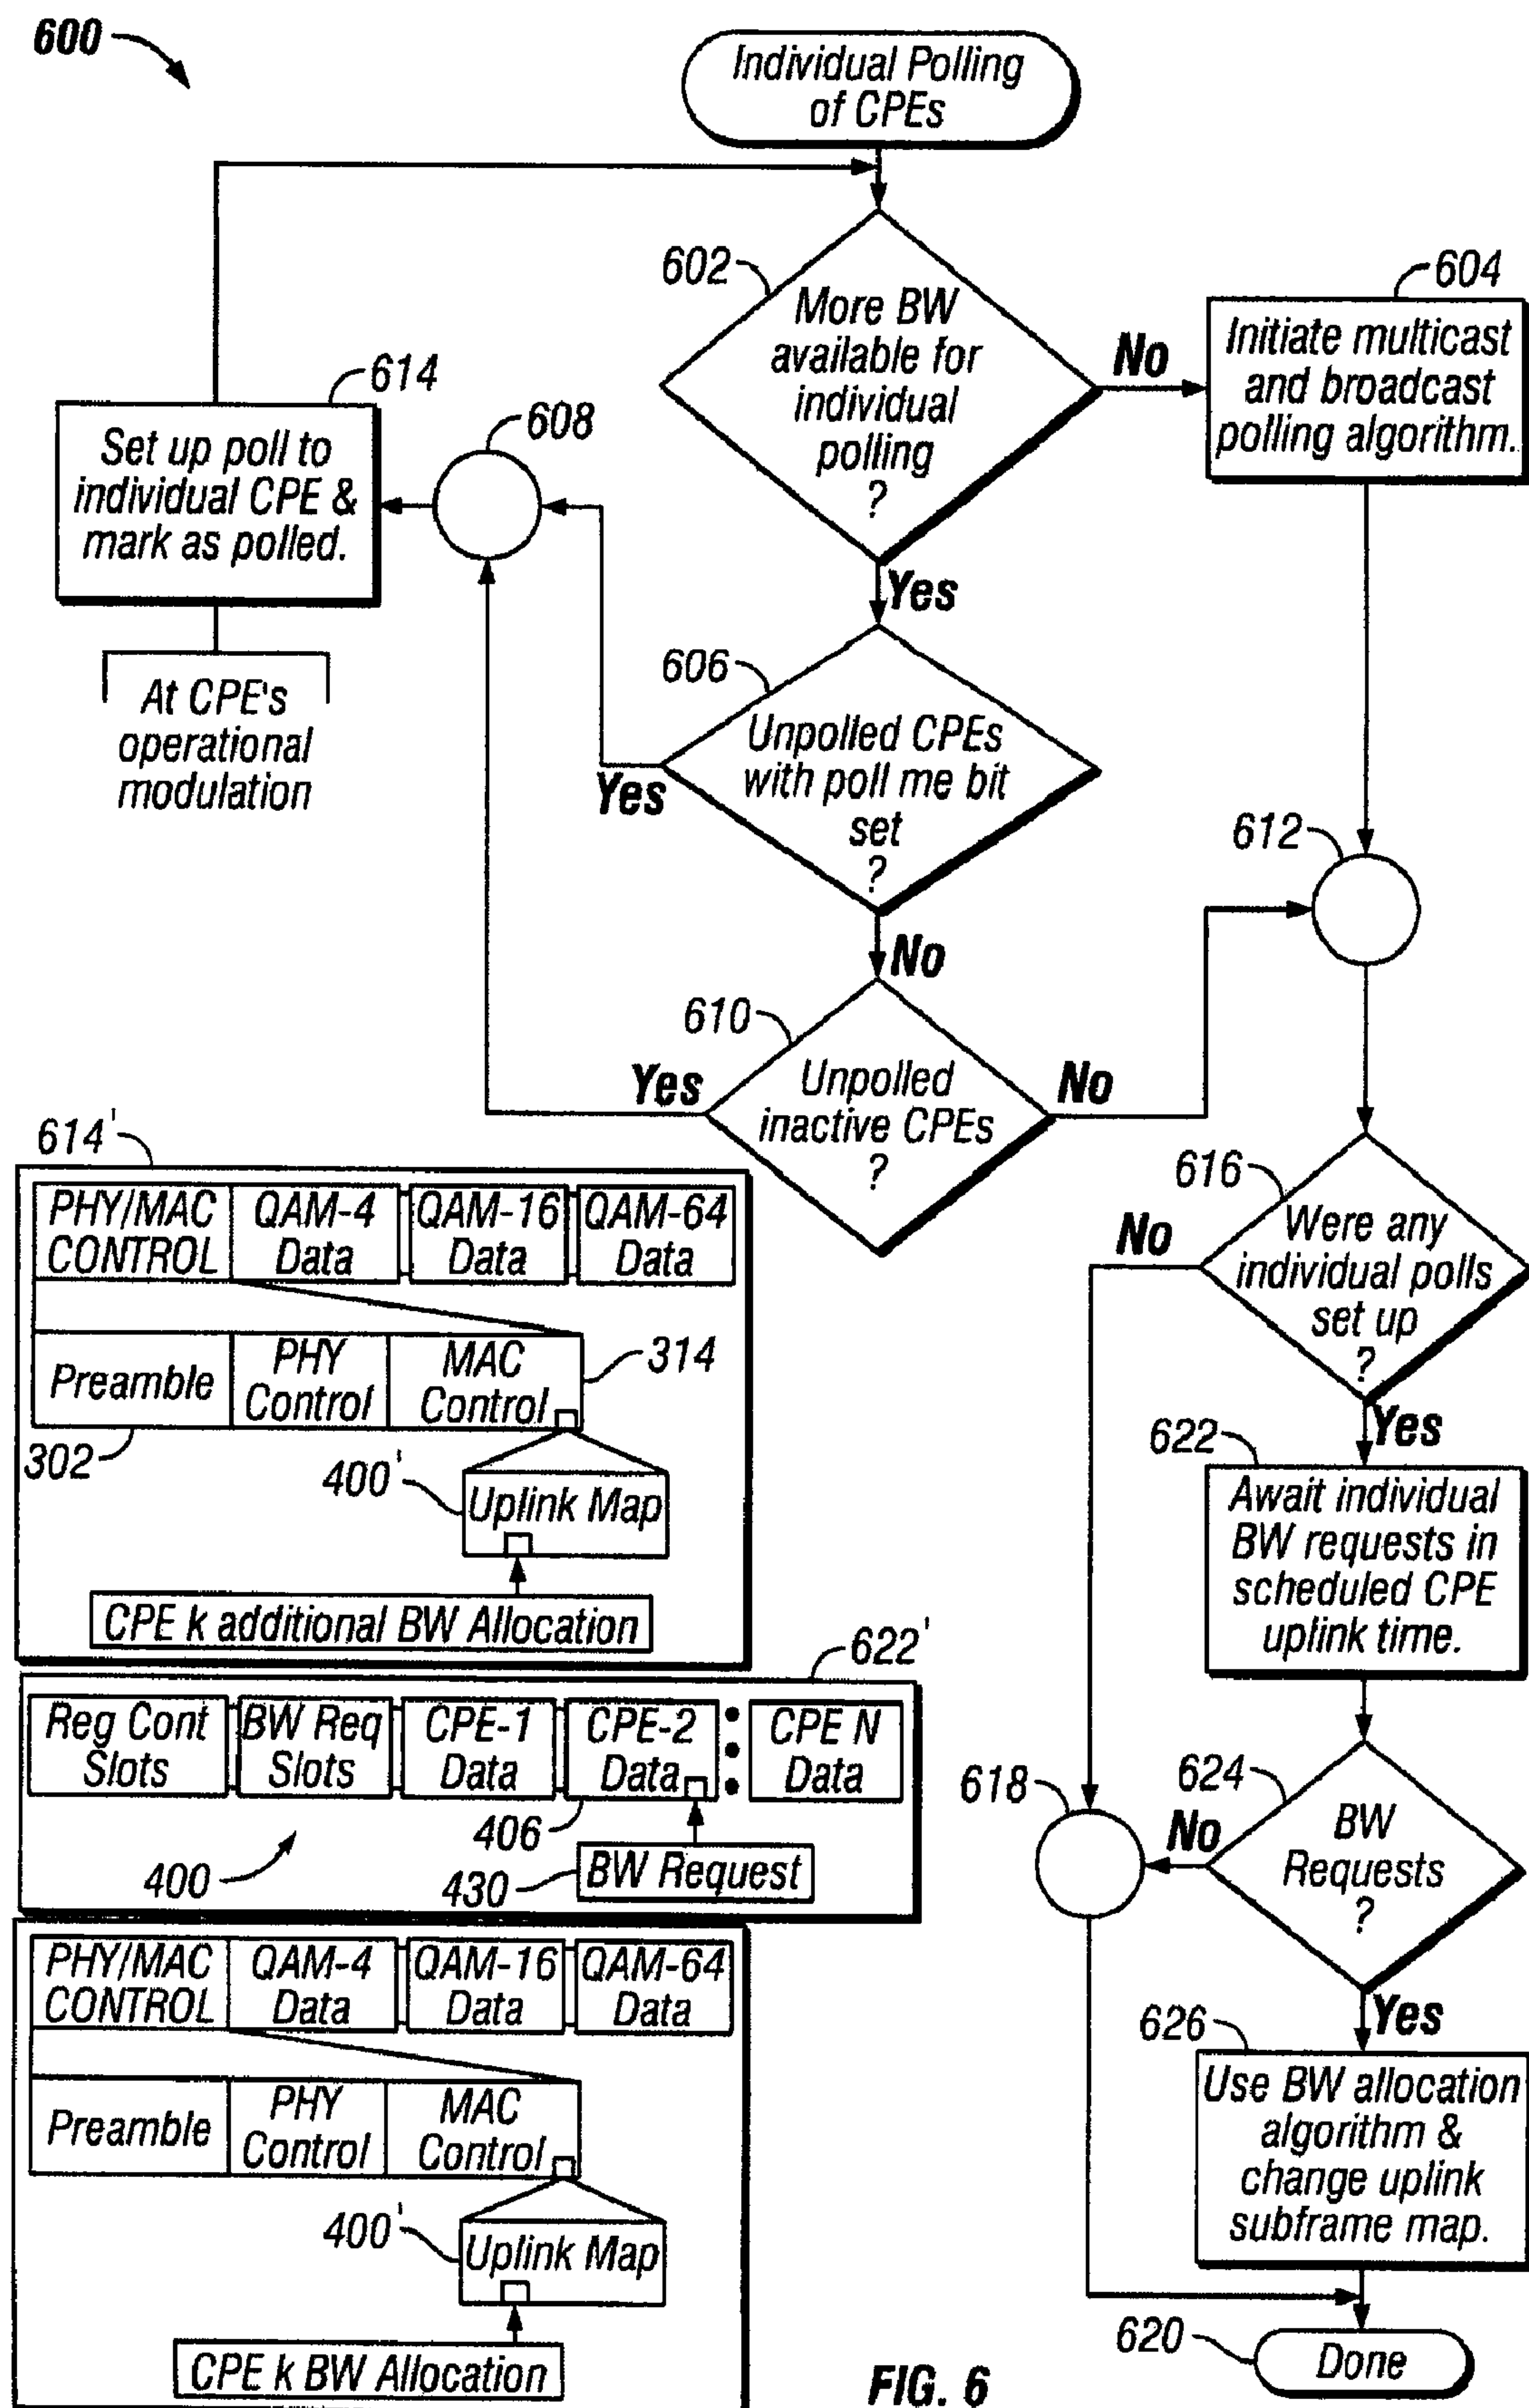 600
Individual Polling
of CPEs
602
More BW
available for
individual
polling
?
No
604
Initiate multicast
and broadcast
polling algorithm.
614
Set up poll to
individual CPE &
mark as polled.
608
Yes
At CPE's
operational
modulation
606
Unpolled CPEs
with poll me bit
set
?
Yes
No
612
610
Unpolled
inactive CPEs
?
Yes
No
616
Were any
individual polls
set up
?
No
Yes
614'
PHY/MAC
CONTROL
QAM-4
Data
QAM-16
Data
QAM-64
Data
Preamble
PHY
Control
MAC
Control
314
302
400'
Uplink Map
CPE k additional BW Allocation
622
Await individual
BW requests in
scheduled CPE
uplink time.
622'
Reg Cont
Slots
BW Req
Slots
CPE-1
Data
CPE-2
Data
CPE N
Data
406
400
430
BW Request
618
624
BW
Requests
?
No
Yes
PHY/MAC
CONTROL
QAM-4
Data
QAM-16
Data
QAM-64
Data
Preamble
PHY
Control
MAC
Control
400'
Uplink Map
CPE k BW Allocation
626
Use BW allocation
algorithm &
change uplink
subframe map.
620
Done
FIG. 6